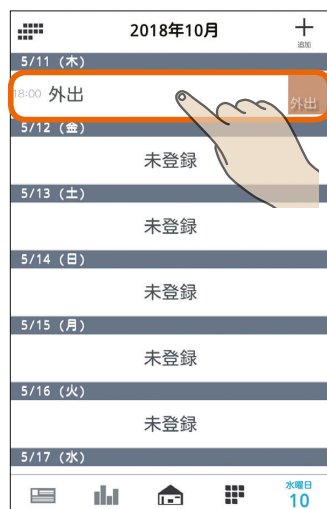 2018年10月
追加
5/11 (木)
18:00 外出 外出
5/12 (金)
未登録
5/13 (土)
未登録
5/14 (日)
未登録
5/15 (月)
未登録
5/16 (火)
未登録
5/17 (水)
水曜日
10